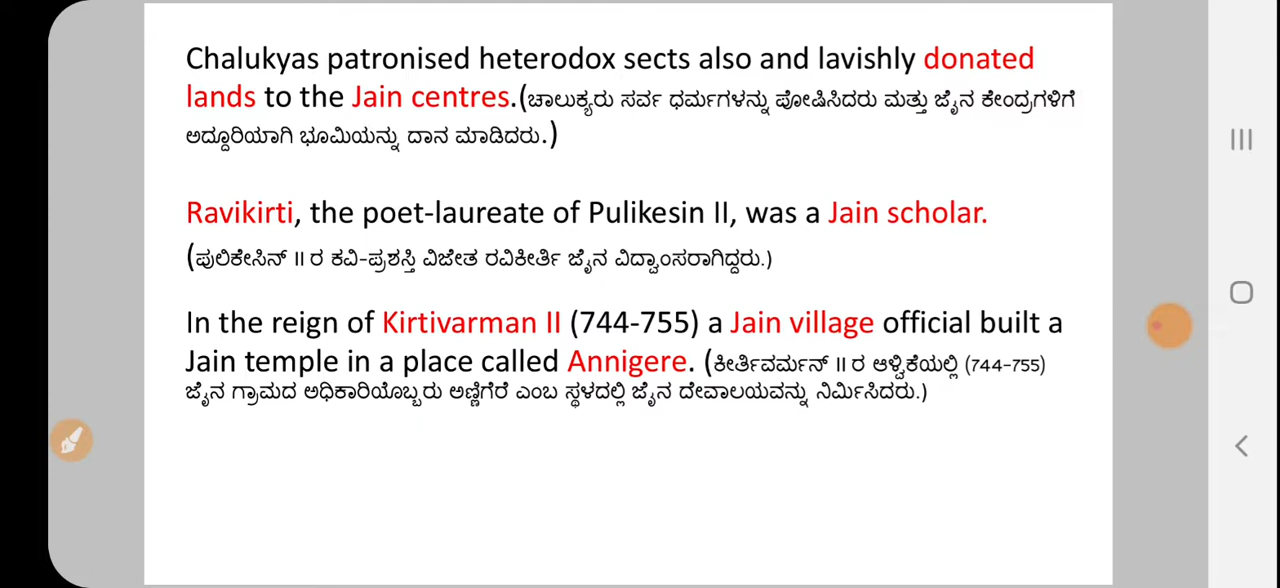 Chalukyas patronised heterodox sects also and lavishly donated
lands to the Jain centres.(ಚಾಲುಕ್ಯರು ಸರ್ವ ಧರ್ಮಗಳನ್ನು ಪೋಷಿಸಿದರು ಮತ್ತು ಜೈನ ಕೇಂದ್ರಗಳಿಗೆ
ಅದ್ದೂರಿಯಾಗಿ ಭೂಮಿಯನ್ನು ದಾನ ಮಾಡಿದರು.)
Ravikirti, the poet-laureate of Pulikesin II, was a Jain scholar.
(ಪುಲಿಕೇಸಿನ್ II ರ ಕವಿ-ಪ್ರಶಸ್ತಿ ವಿಜೇತ ರವಿಕೀರ್ತಿ ಜೈನ ವಿದ್ವಾಂಸರಾಗಿದ್ದರು.)
In the reign of Kirtivarman II (744-755) a Jain village official built a
Jain temple in a place called Annigere. (ಕೀರ್ತಿವರ್ಮನ್ II ರ ಆಳ್ವಿಕೆಯಲ್ಲಿ (744-755)
ಜೈನ ಗ್ರಾಮದ ಅಧಿಕಾರಿಯೊಬ್ಬರು ಅಣ್ಣಿಗೆರೆ ಎಂಬ ಸ್ಥಳದಲ್ಲಿ ಜೈನ ದೇವಾಲಯವನ್ನು ನಿರ್ಮಿಸಿದರು.)